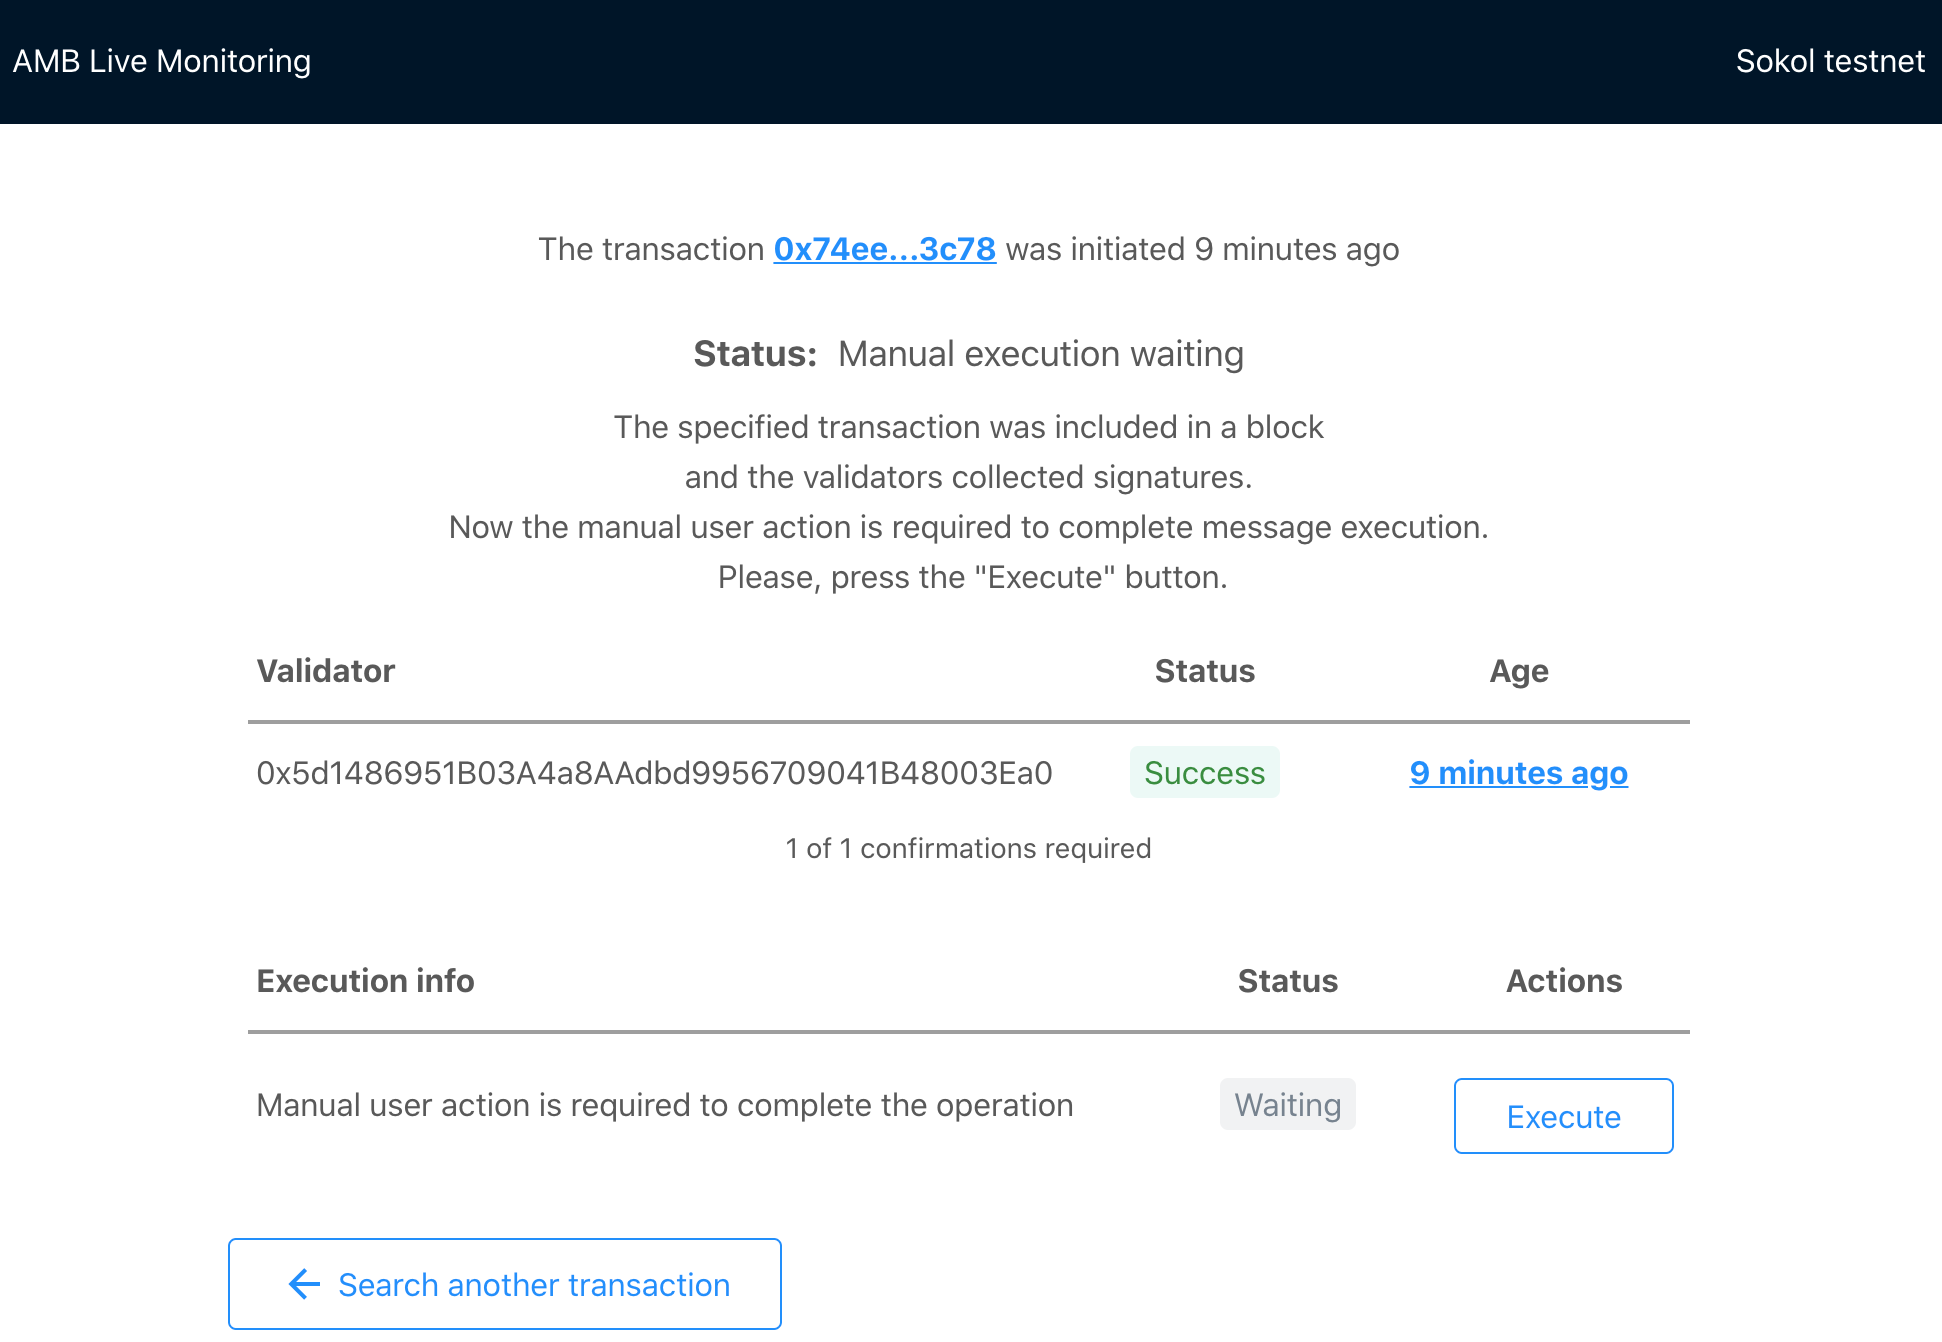 AMB Live Monitoring
Sokol testnet
The transaction 0x74ee...3c78 was initiated 9 minutes ago
Status: Manual execution waiting
The specified transaction was included in a block
and the validators collected signatures.
Now the manual user action is required to complete message execution.
Please, press the "Execute" button.
Validator Status Age
0x5d1486951B03A4a8AAdbd9956709041B48003Ea0 Success 9 minutes ago
1 of 1 confirmations required
Execution info Status Actions
Manual user action is required to complete the operation Waiting Execute
Search another transaction